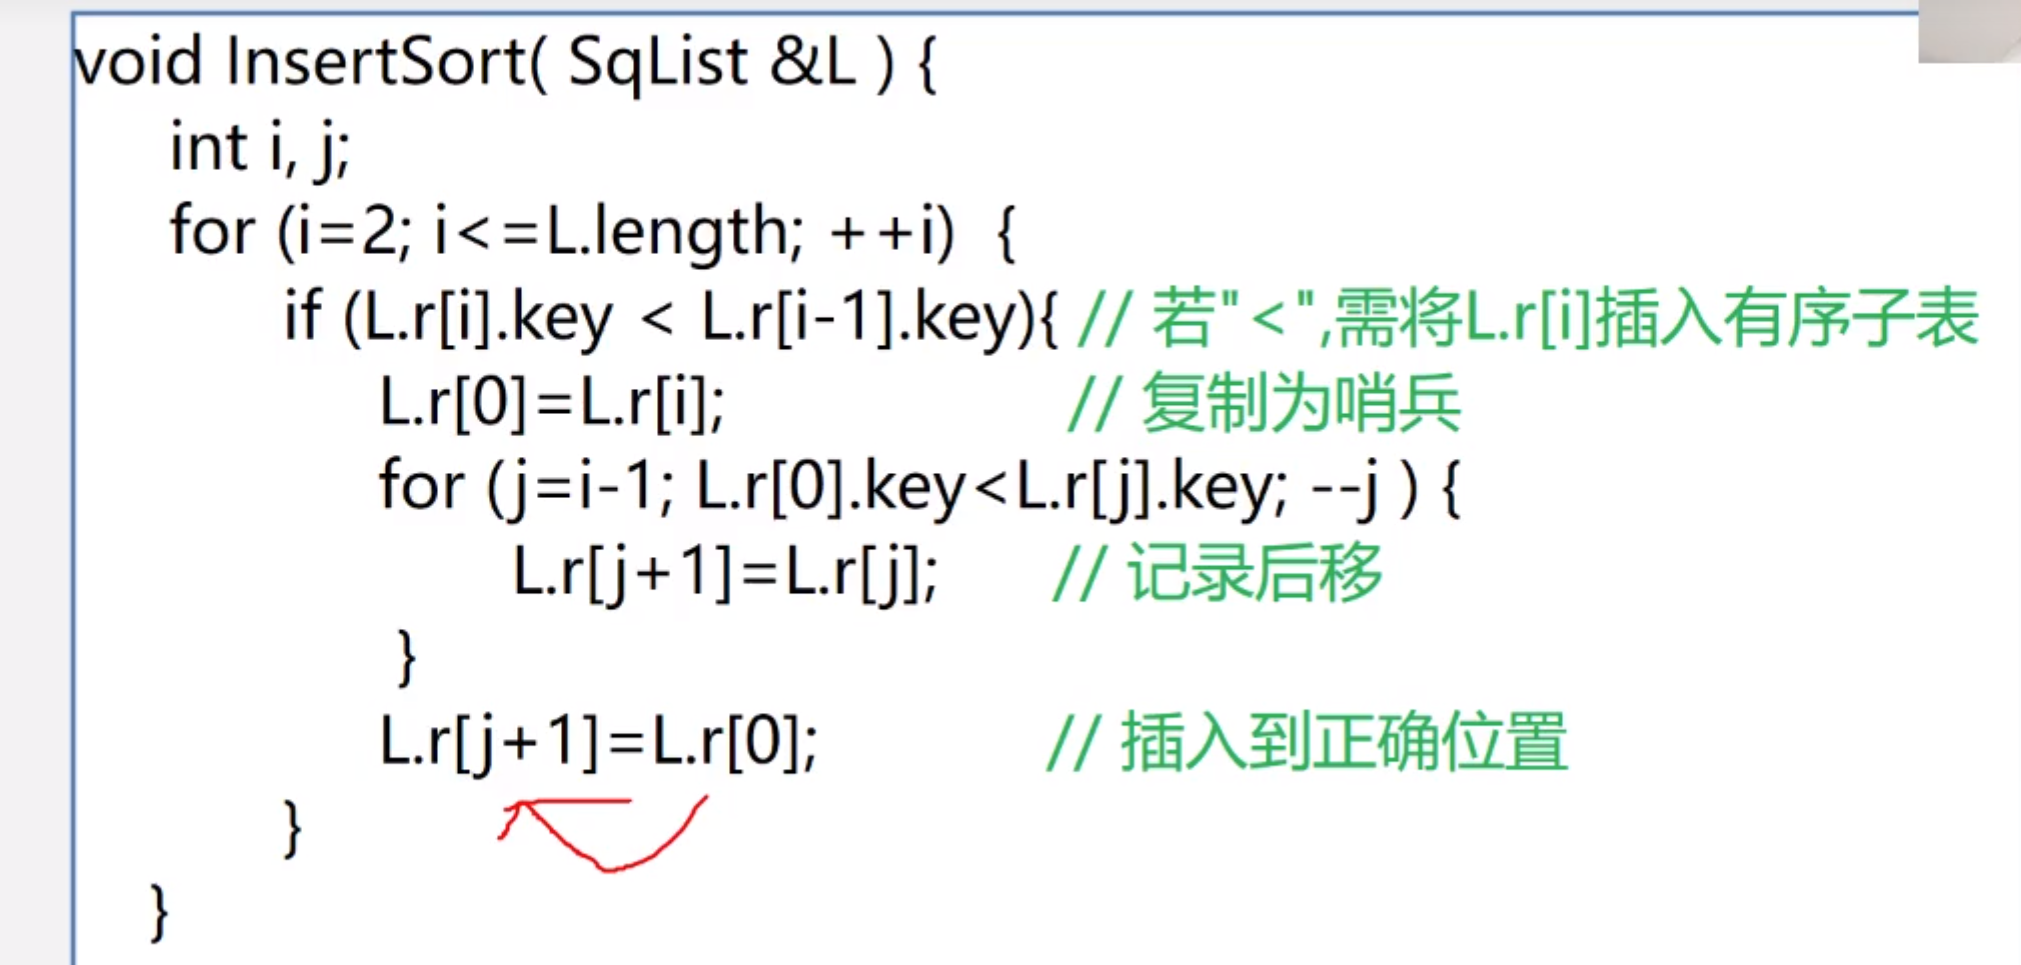 void InsertSort( SqList &L ) {
int i, j;
for (i=2; i<=L.length; ++i) {
if (L.r[i].key < L.r[i-1].key){ // 若"<",需将L.r[i]插入有序子表
L.r[0]=L.r[i]; // 复制为哨兵
for (j=i-1; L.r[0].key<L.r[j].key; --j ) {
L.r[j+1]=L.r[j]; // 记录后移
}
L.r[j+1]=L.r[0]; // 插入到正确位置
}
}